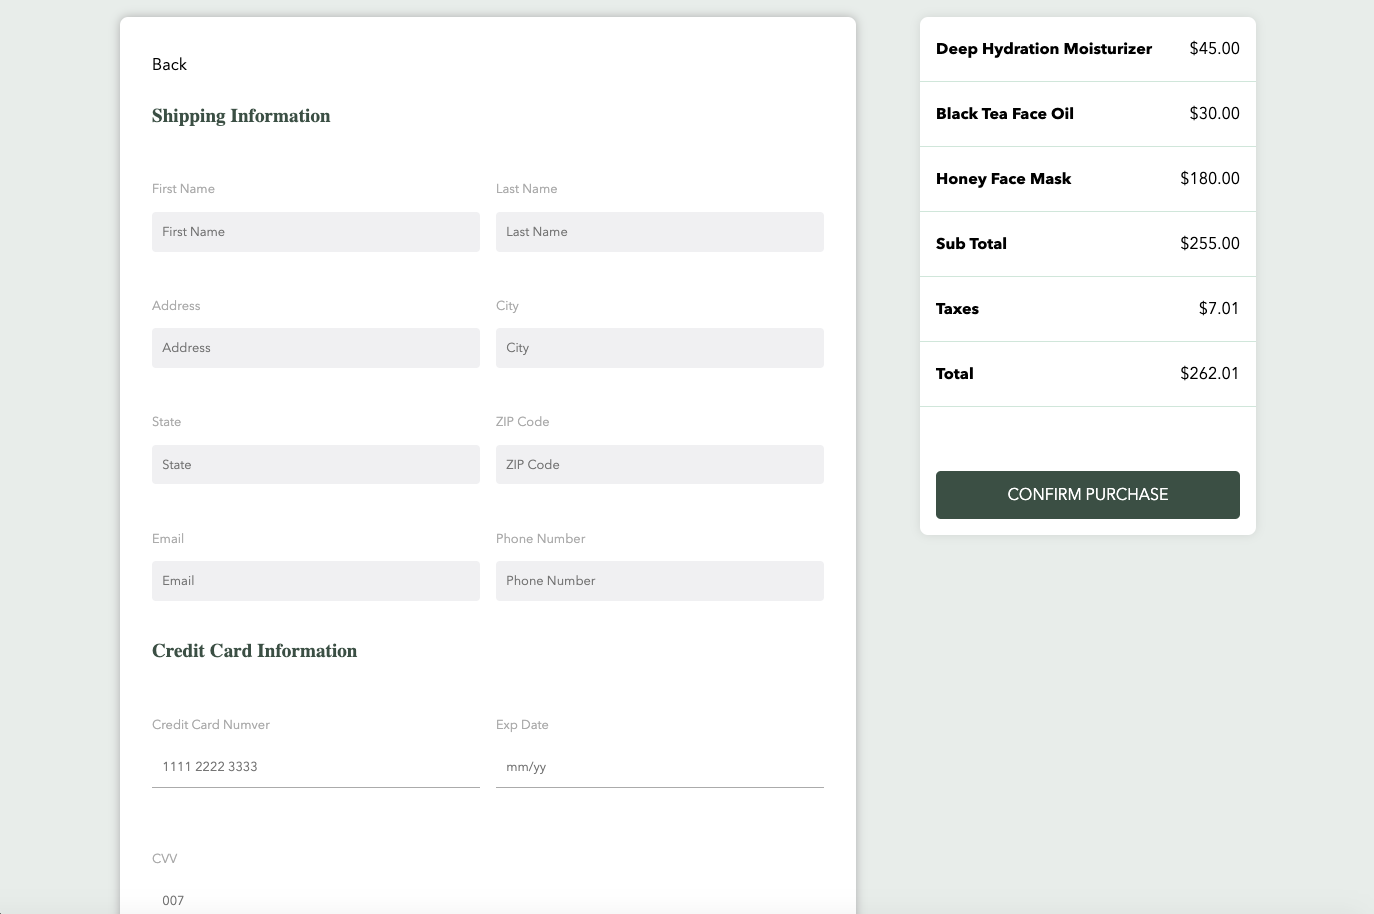 Back
Shipping Information
First Name
Last Name
First Name
Last Name
Address
City
Address
City
State
ZIP Code
State
ZIP Code
Email
Phone Number
Email
Phone Number
Credit Card Information
Credit Card Numver
Exp Date
1111 2222 3333
mm/yy
CVV
007
Deep Hydration Moisturizer $45.00
Black Tea Face Oil $30.00
Honey Face Mask $180.00
Sub Total $255.00
Taxes $7.01
Total $262.01
CONFIRM PURCHASE